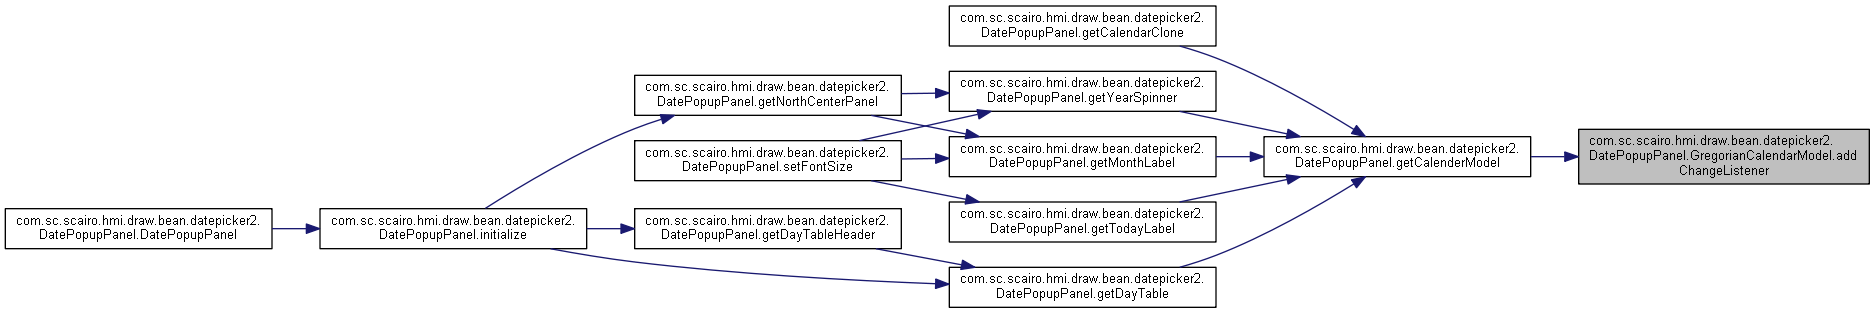 com.sc.scairo.hmi.draw.bean.datepicker2.
DatePopupPanel.getCalendarClone
com.sc.scairo.hmi.draw.bean.datepicker2.
DatePopupPanel.getNorthCenterPanel
com.sc.scairo.hmi.draw.bean.datepicker2.
DatePopupPanel.getYearSpinner
com.sc.scairo.hmi.draw.bean.datepicker2.
DatePopupPanel.setFontSize
com.sc.scairo.hmi.draw.bean.datepicker2.
DatePopupPanel.getMonthLabel
com.sc.scairo.hmi.draw.bean.datepicker2.
DatePopupPanel.getCalenderModel
com.sc.scairo.hmi.draw.bean.datepicker2.
DatePopupPanel.GregorianCalendarModel.add
ChangeListener
com.sc.scairo.hmi.draw.bean.datepicker2.
DatePopupPanel.DatePopupPanel
com.sc.scairo.hmi.draw.bean.datepicker2.
DatePopupPanel.initialize
com.sc.scairo.hmi.draw.bean.datepicker2.
DatePopupPanel.getDayTableHeader
com.sc.scairo.hmi.draw.bean.datepicker2.
DatePopupPanel.getTodayLabel
com.sc.scairo.hmi.draw.bean.datepicker2.
DatePopupPanel.getDayTable